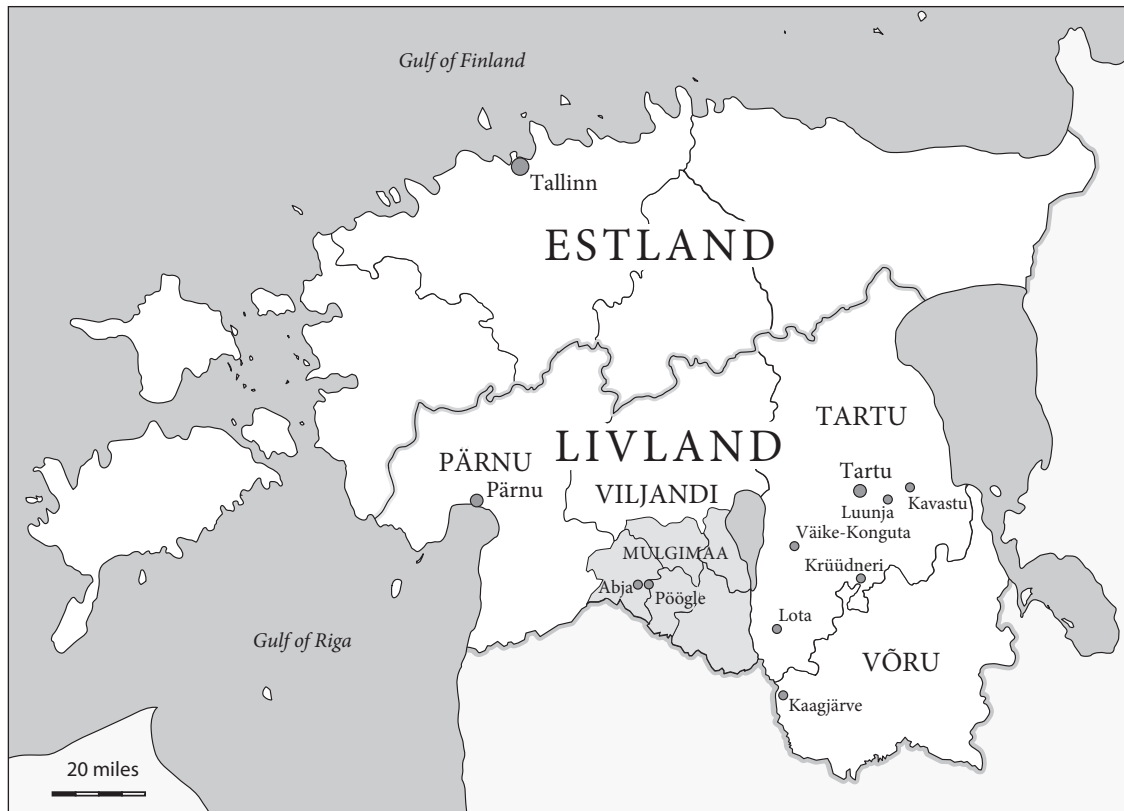 Gulf of Finland
Tallinn
ESTLAND
TARTU
LIVLAND
PÄRNU
Pärnu
VILJANDI
Tartu
Kavastu
Luunja
Väike-Konguta
MULGIMAA
Krüüdneri
Abja
Pöögle
Lota
Gulf of Riga
VÕRU
Kaagjärve
20 miles